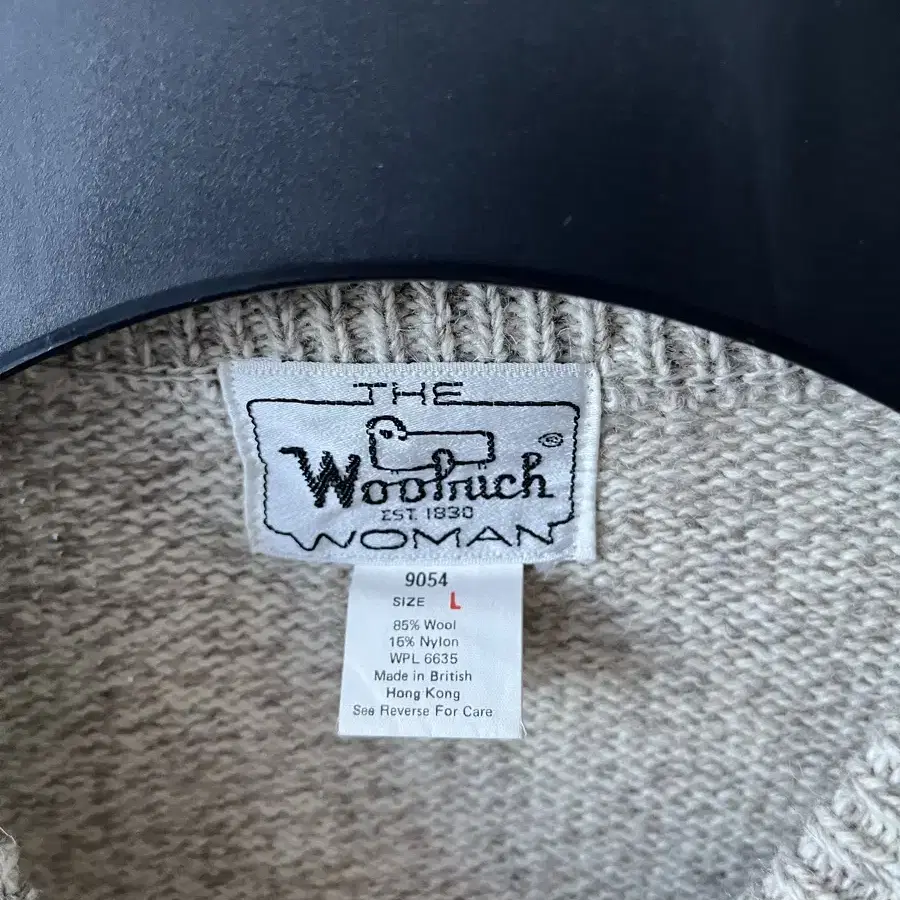 THE
Woolrich
®
EST. 1830
WOMAN
9054
SIZE L
85% Wool
15% Nylon
WPL 6635
Made in British
Hong Kong
See Reverse For Care